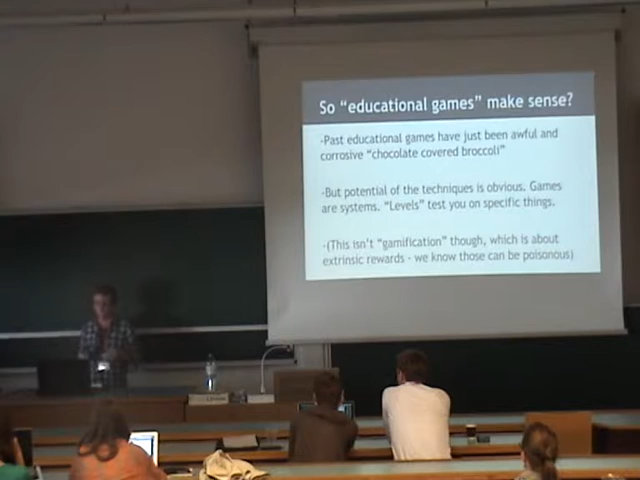 So “educational games” make sense?
-Past educational games have just been awful and
corrosive “chocolate covered broccoli”
-But potential of the techniques is obvious. Games
are systems. “Levels” test you on specific things.
-(This isn’t “gamification” though, which is about
extrinsic rewards - we know those can be poisonous)